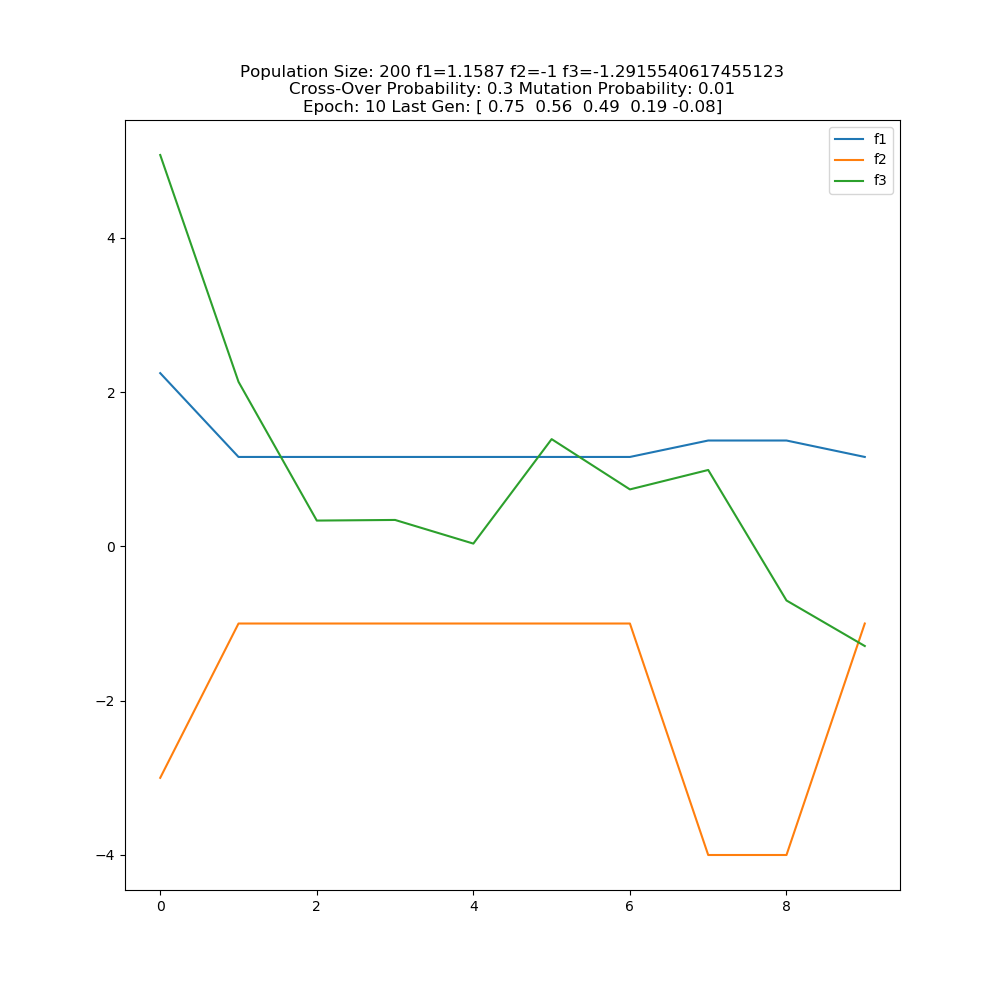 Population Size: 200 f1=1.1587 f2=-1 f3=-1.2915540617455123
Cross-Over Probability: 0.3 Mutation Probability: 0.01
Epoch: 10 Last Gen: [ 0.75  0.56  0.49  0.19 -0.08]
f1
f2
f3
4
2
0
−2
−4
0 2 4 6 8